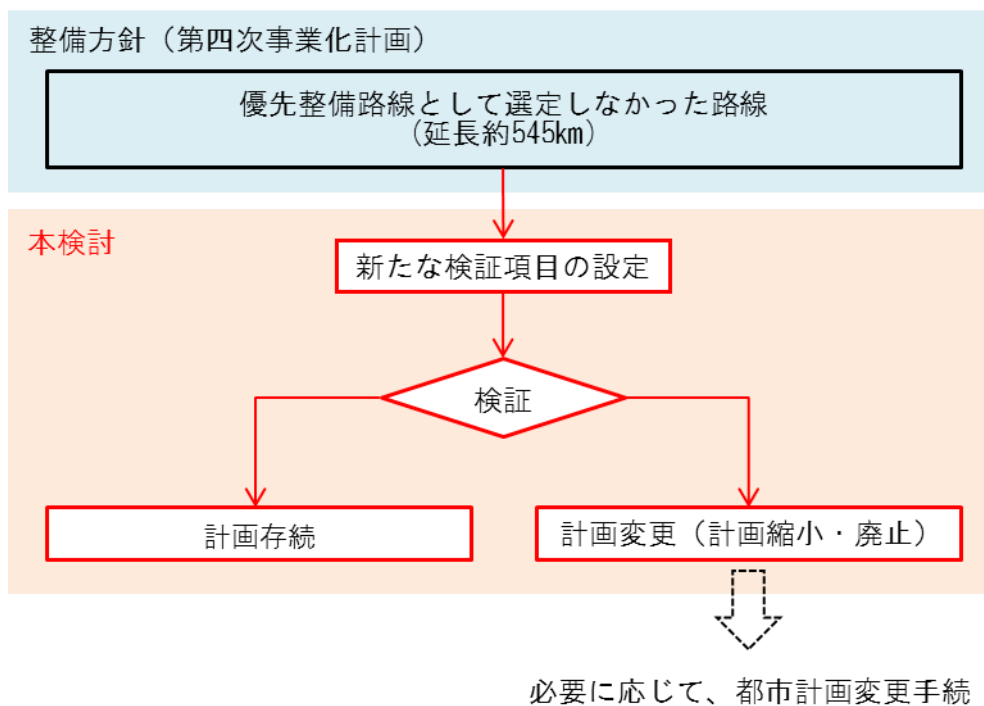 整備方針（第四次事業化計画）
優先整備路線として選定しなかった路線
（延長約545km）
本検討
新たな検証項目の設定
検証
計画存続
計画変更（計画縮小・廃止）
必要に応じて、都市計画変更手続